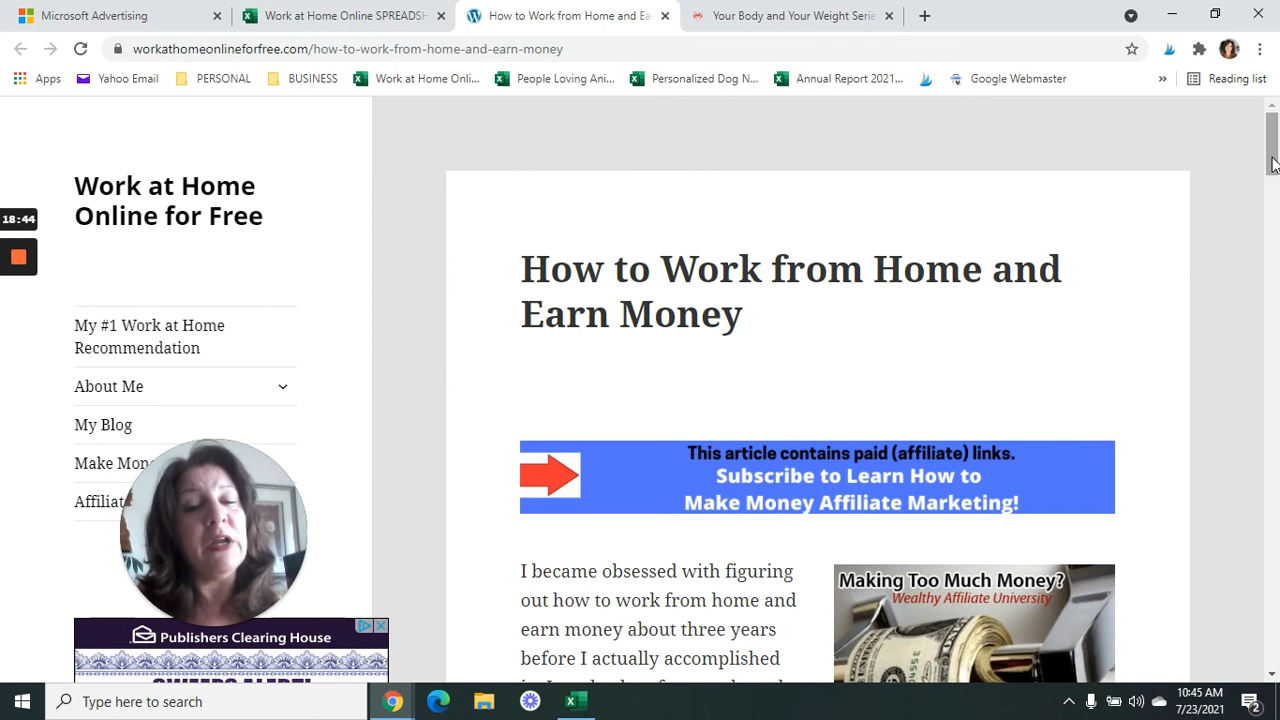 Microsoft Advertising
Work at Home Online SPREADSH
How to Work from Home and Ea
Your Body and Your Weight Serie
workathomeonlineforfree.com/how-to-work-from-home-and-earn-money
Apps
Yahoo Email
PERSONAL
BUSINESS
Work at Home Onli...
People Loving Ani...
Personalized Dog N...
Annual Report 2021...
Google Webmaster
»
Reading list
Work at Home
Online for Free
18:44
My #1 Work at Home
Recommendation
About Me
My Blog
Make Mon
Affiliat
Publishers Clearing House
How to Work from Home and
Earn Money
This article contains paid (affiliate) links.
Subscribe to Learn How to
Make Money Affiliate Marketing!
I became obsessed with figuring
out how to work from home and
earn money about three years
before I actually accomplished
Making Too Much Money?
Wealthy Affiliate University
Type here to search
10:45 AM
7/23/2021
2